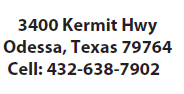 3400 Kermit Hwy
Odessa, Texas 79764
Cell: 432-638-7902